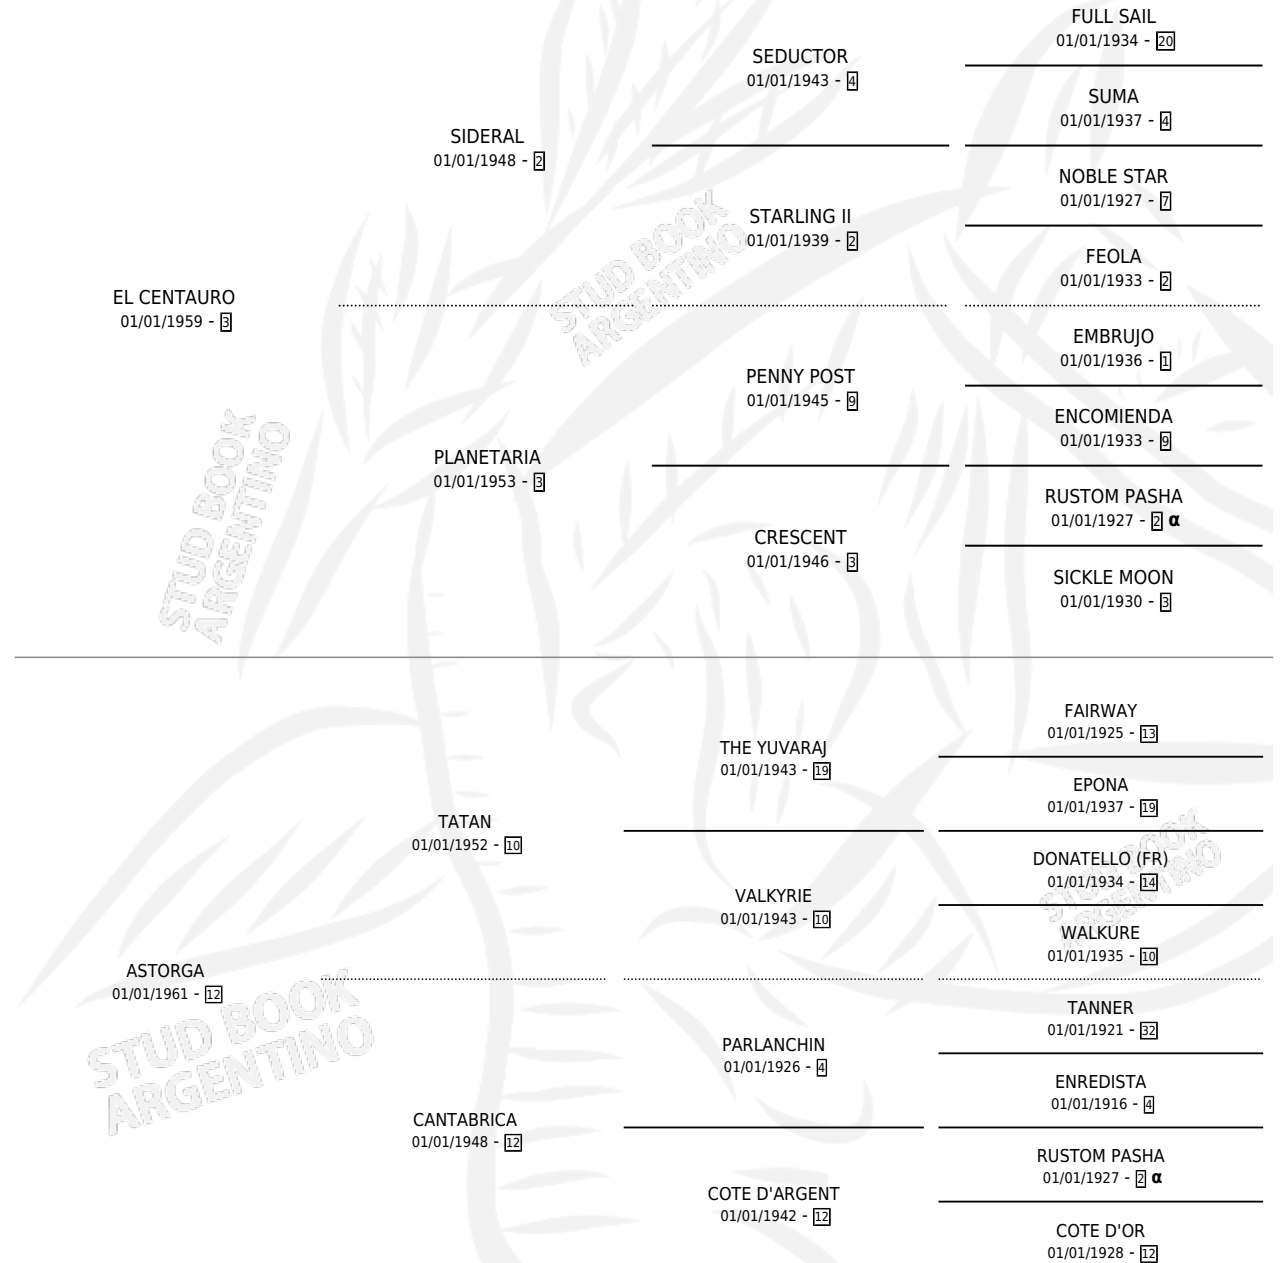 FULL SAIL
01/01/1934 - 20
SEDUCTOR
01/01/1943 - 4
SUMA
01/01/1937 - 4
SIDERAL
01/01/1948 - 2
NOBLE STAR
01/01/1927 - 7
STARLING II
01/01/1939 - 2
FEOLA
01/01/1933 - 2
EL CENTAURO
01/01/1959 - 3
EMBRUJO
01/01/1936 - 1
PENNY POST
01/01/1945 - 9
ENCOMIENDA
01/01/1933 - 9
PLANETARIA
01/01/1953 - 3
RUSTOM PASHA
01/01/1927 - 2 α
CRESCENT
01/01/1946 - 3
SICKLE MOON
01/01/1930 - 3
FAIRWAY
01/01/1925 - 13
THE YUVARAJ
01/01/1943 - 19
EPONA
01/01/1937 - 19
TATAN
01/01/1952 - 10
DONATELLO (FR)
01/01/1934 - 14
VALKYRIE
01/01/1943 - 10
WALKURE
01/01/1935 - 10
ASTORGA
01/01/1961 - 12
TANNER
01/01/1921 - 32
PARLANCHIN
01/01/1926 - 4
ENREDISTA
01/01/1916 - 4
CANTABRICA
01/01/1948 - 12
RUSTOM PASHA
01/01/1927 - 2 α
COTE D'ARGENT
01/01/1942 - 12
COTE D'OR
01/01/1928 - 12
STUD BOOK
ARGENTINO
STUD BOOK
ARGENTINO
STUD BOOK
ARGENTINO
STUD BOOK
ARGENTINO